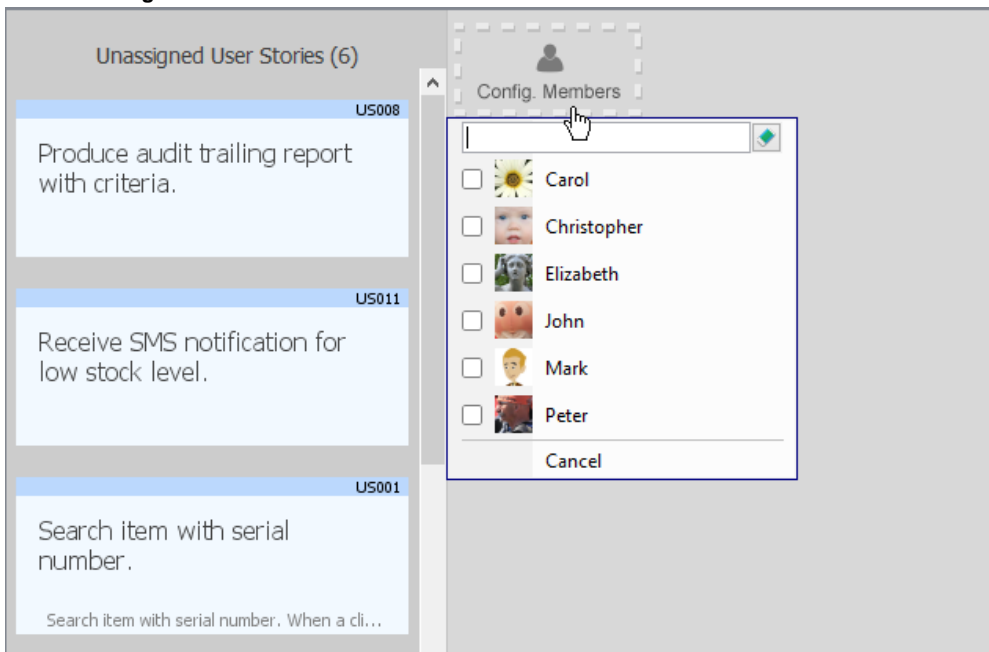 Unassigned User Stories (6)
US008
Produce audit trailing report
with criteria.
US011
Receive SMS notification for
low stock level.
US001
Search item with serial
number.
Search item with serial number. When a cli...
Config. Members
Carol
Christopher
Elizabeth
John
Mark
Peter
Cancel